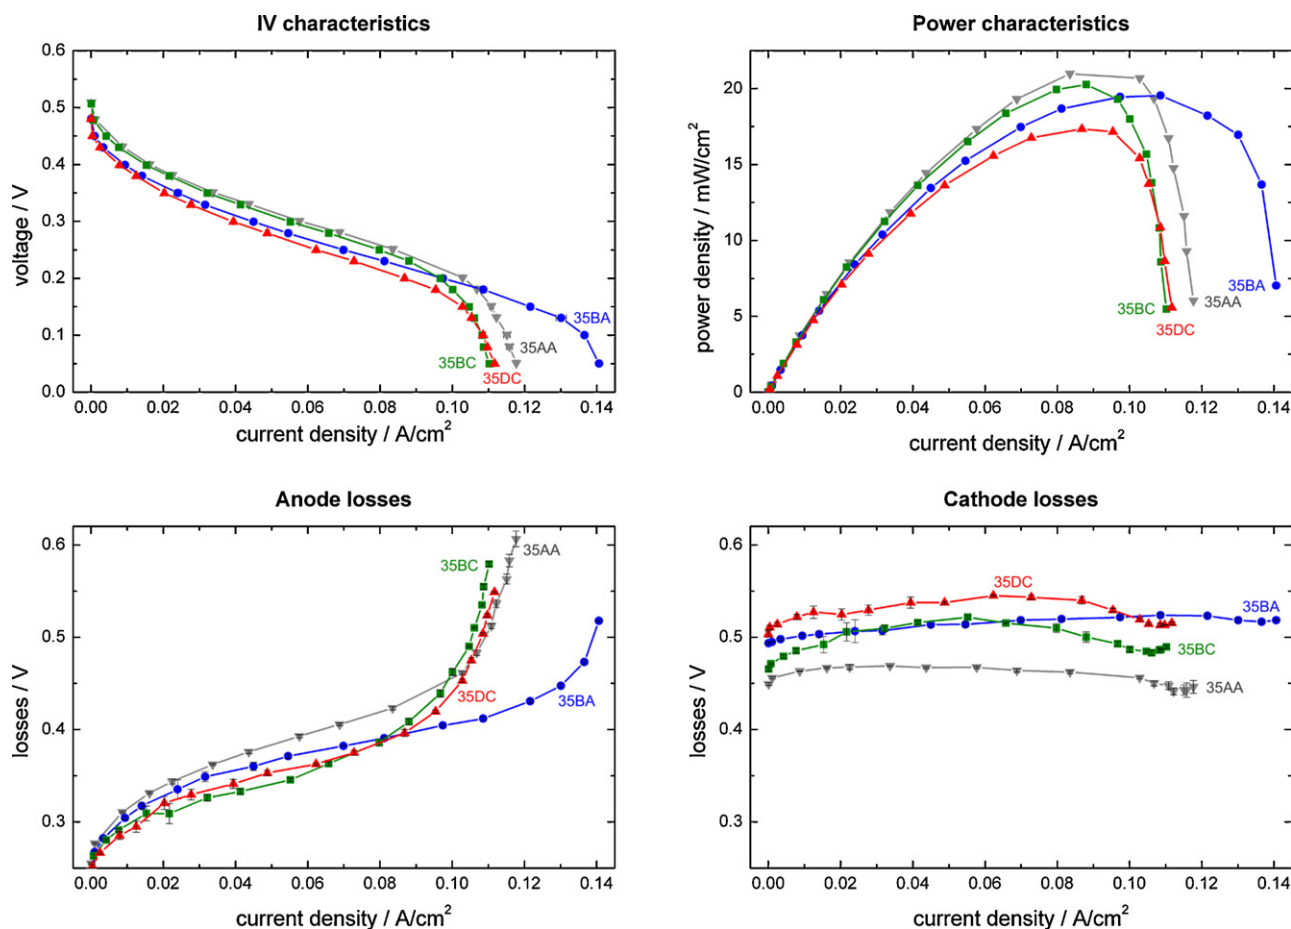 IV characteristics
0.6
0.5
0.4
0.3
0.2
0.1
0.0
voltage / V
35BA
35AA
35BC
35DC
0.00 0.02 0.04 0.06 0.08 0.10 0.12 0.14
current density / A/cm²
Power characteristics
20
15
10
5
0
power density / mW/cm²
35BA
35AA
35BC
35DC
0.00 0.02 0.04 0.06 0.08 0.10 0.12 0.14
current density / A/cm²
Anode losses
0.6
0.5
0.4
0.3
losses / V
35AA
35BC
35DC
35BA
0.00 0.02 0.04 0.06 0.08 0.10 0.12 0.14
current density / A/cm²
Cathode losses
0.6
0.5
0.4
0.3
losses / V
35DC
35BA
35BC
35AA
0.00 0.02 0.04 0.06 0.08 0.10 0.12 0.14
current density / A/cm²